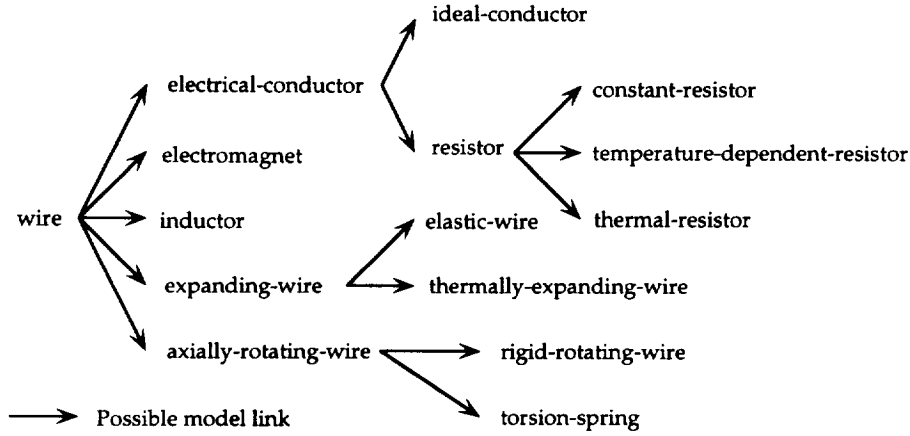 ideal-conductor
electrical-conductor
constant-resistor
resistor
temperature-dependent-resistor
electromagnet
wire
inductor
elastic-wire
thermal-resistor
expanding-wire
thermally-expanding-wire
axially-rotating-wire
rigid-rotating-wire
Possible model link
torsion-spring